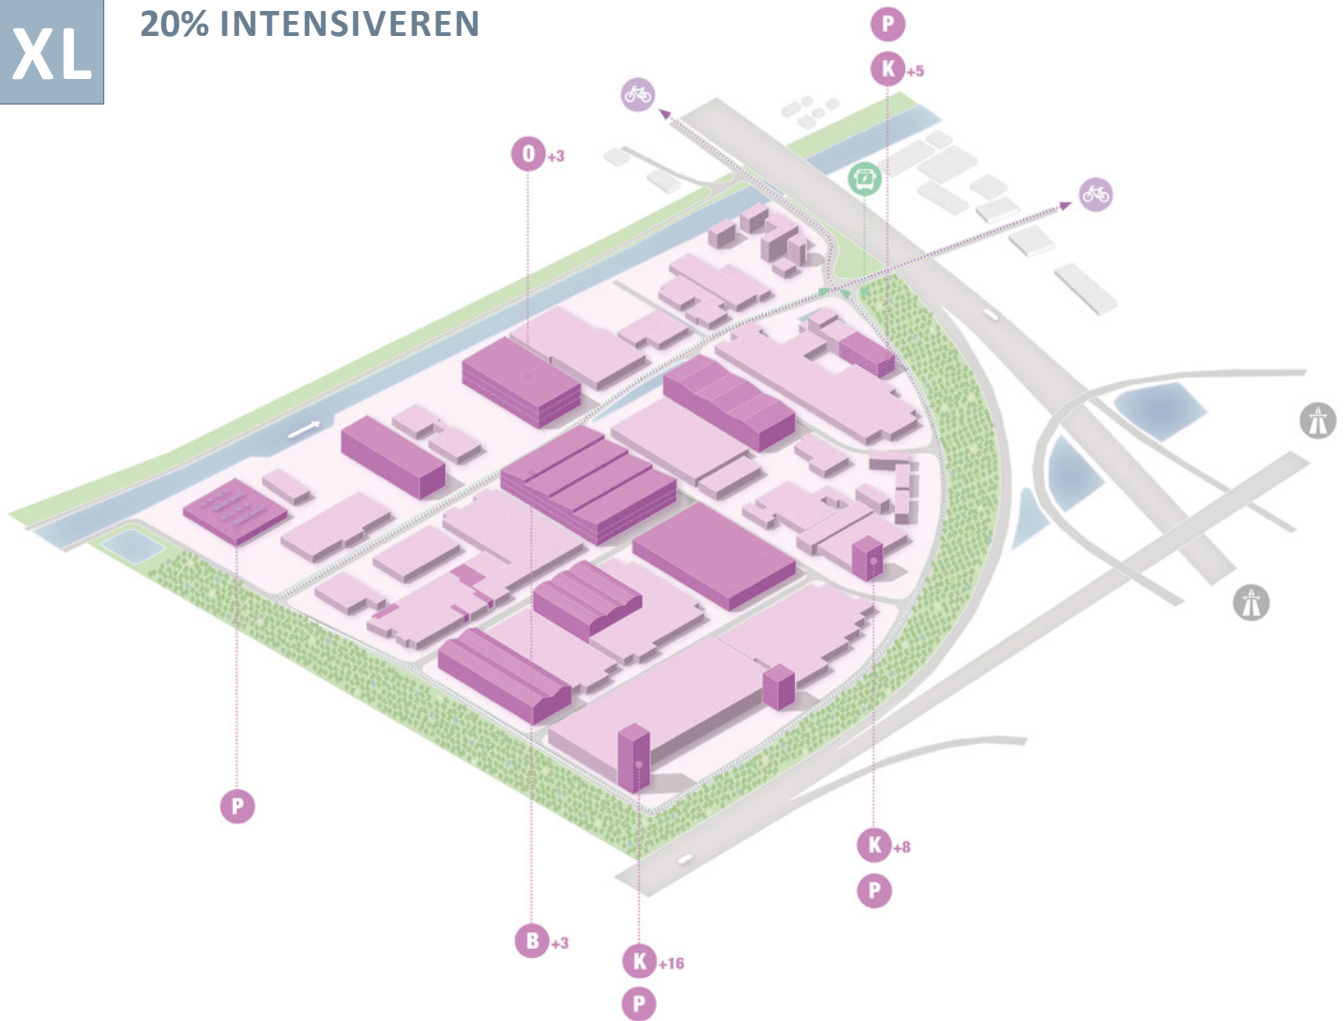 XL
20% INTENSIVEREN
P
K +5
O +3
P
K +8
P
B +3
K +16
P